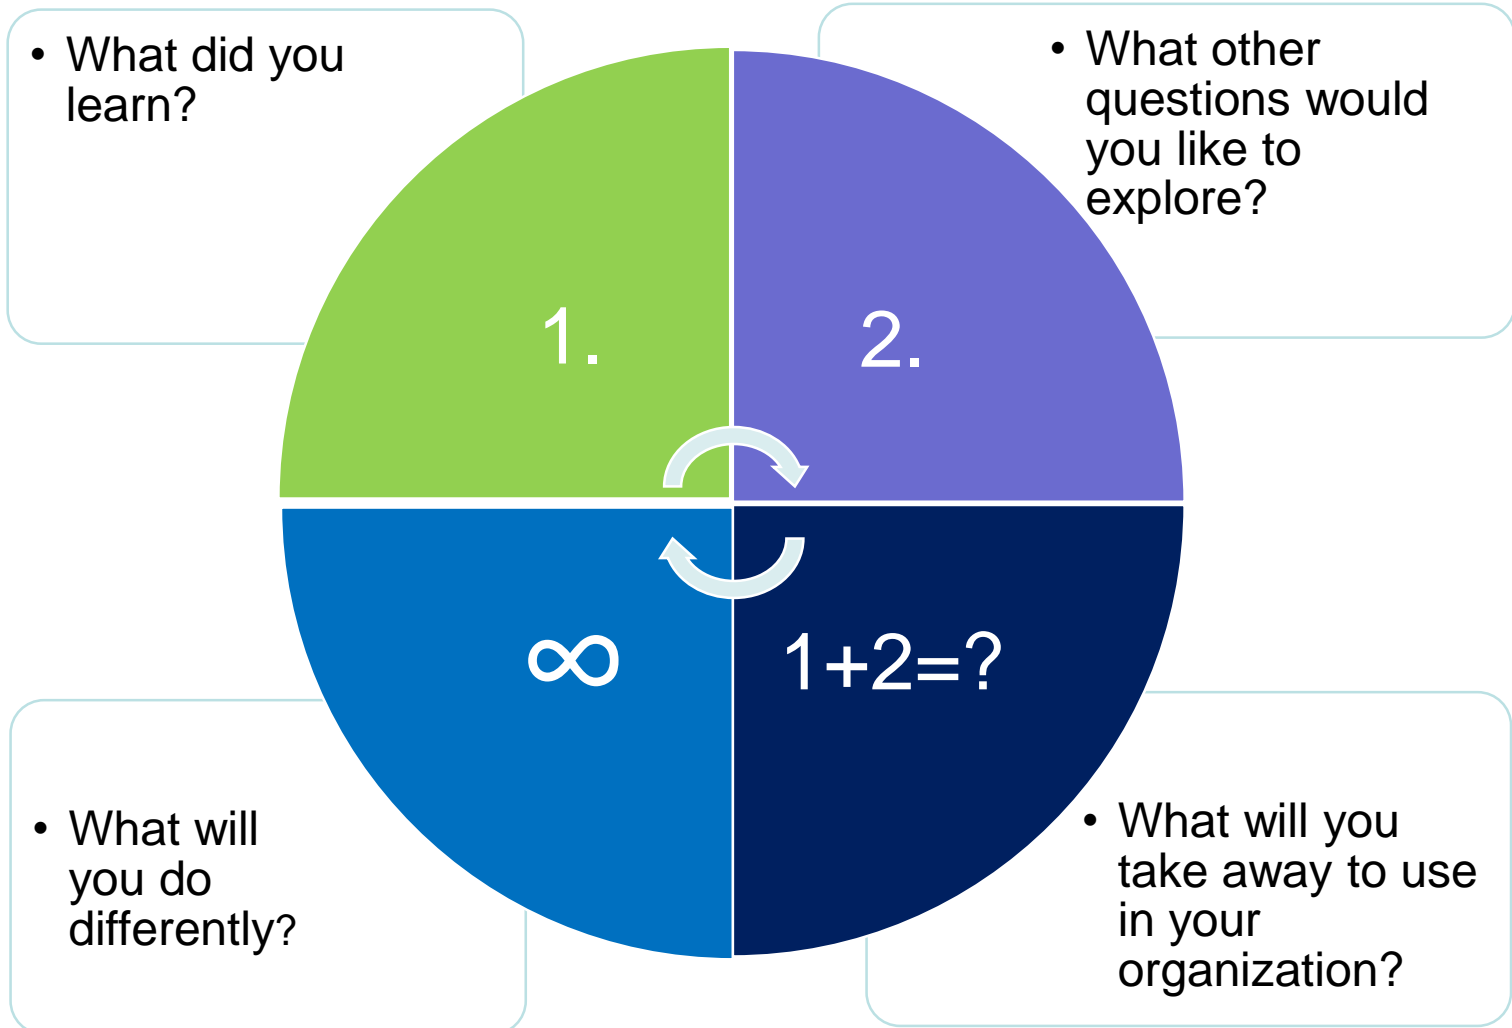 • What did you
learn?
• What other
questions would
you like to
explore?
1.
2.
∞
1+2=?
• What will
you do
differently?
• What will you
take away to use
in your
organization?